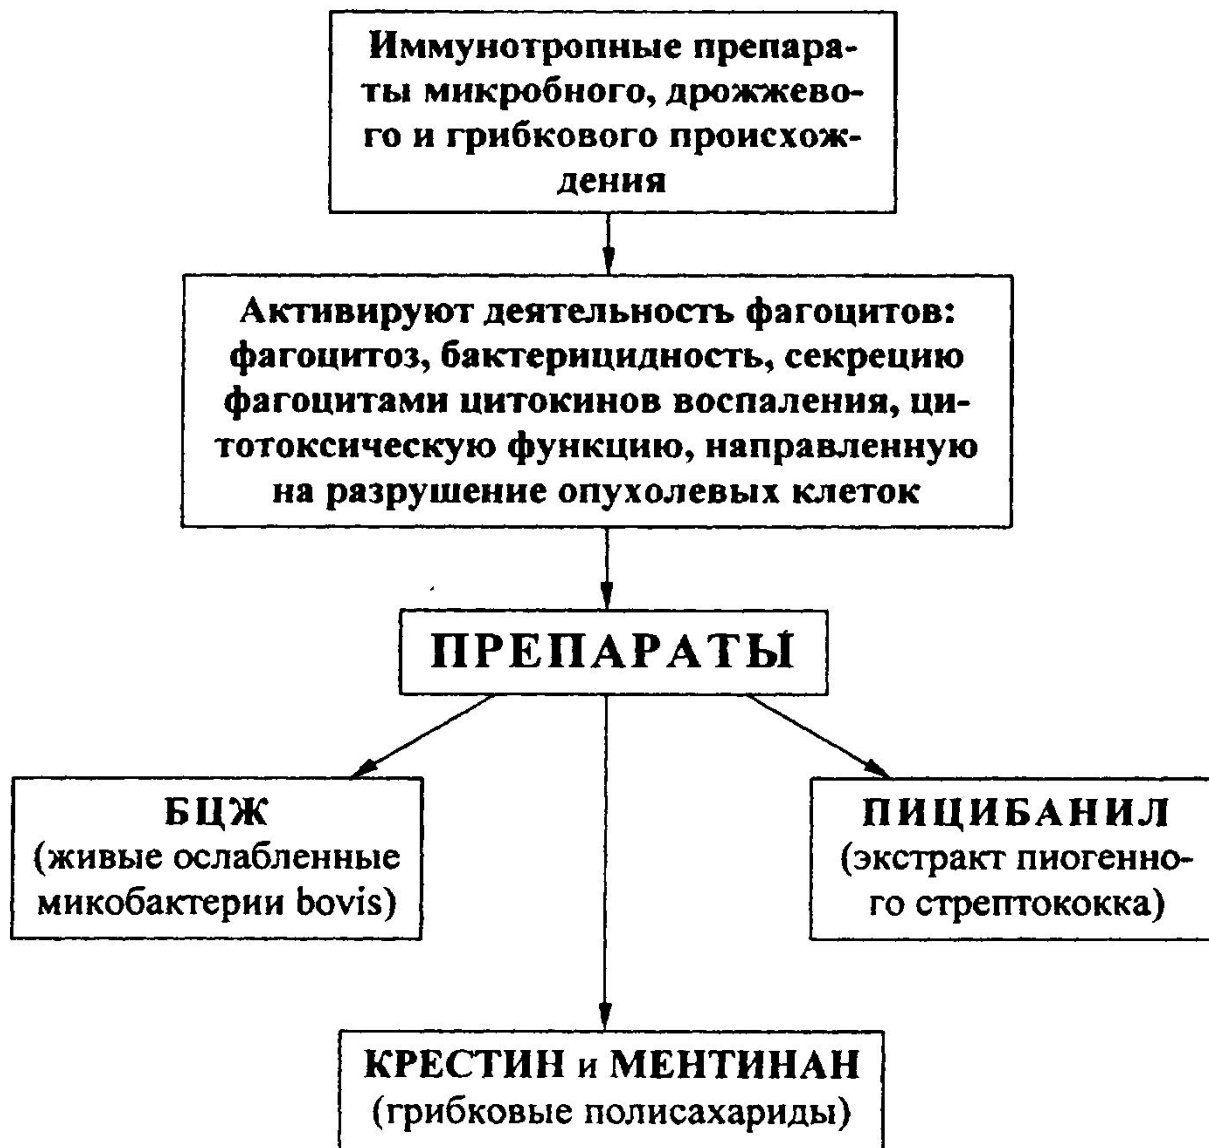 Иммунотропные препара-
ты микробного, дрожжево-
го и грибкового происхож-
дения
Активируют деятельность фагоцитов:
фагоцитоз, бактерицидность, секрецию
фагоцитами цитокинов воспаления, ци-
тотоксическую функцию, направленную
на разрушение опухолевых клеток
ПРЕПАРАТЫ
БЦЖ
(живые ослабленные
микобактерии bovis)
ПИЦИБАНИЛ
(экстракт пиогенно-
го стрептококка)
КРЕСТИН и МЕНТИНАН
(грибковые полисахариды)